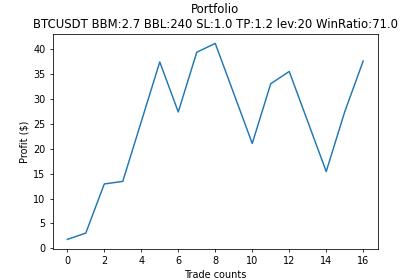 Portfolio
BTCUSDT BBM:2.7 BBL:240 SL:1.0 TP:1.2 lev:20 WinRatio:71.0
40
35
30
25
20
15
10
5
0
Profit ($)
0 2 4 6 8 10 12 14 16
Trade counts